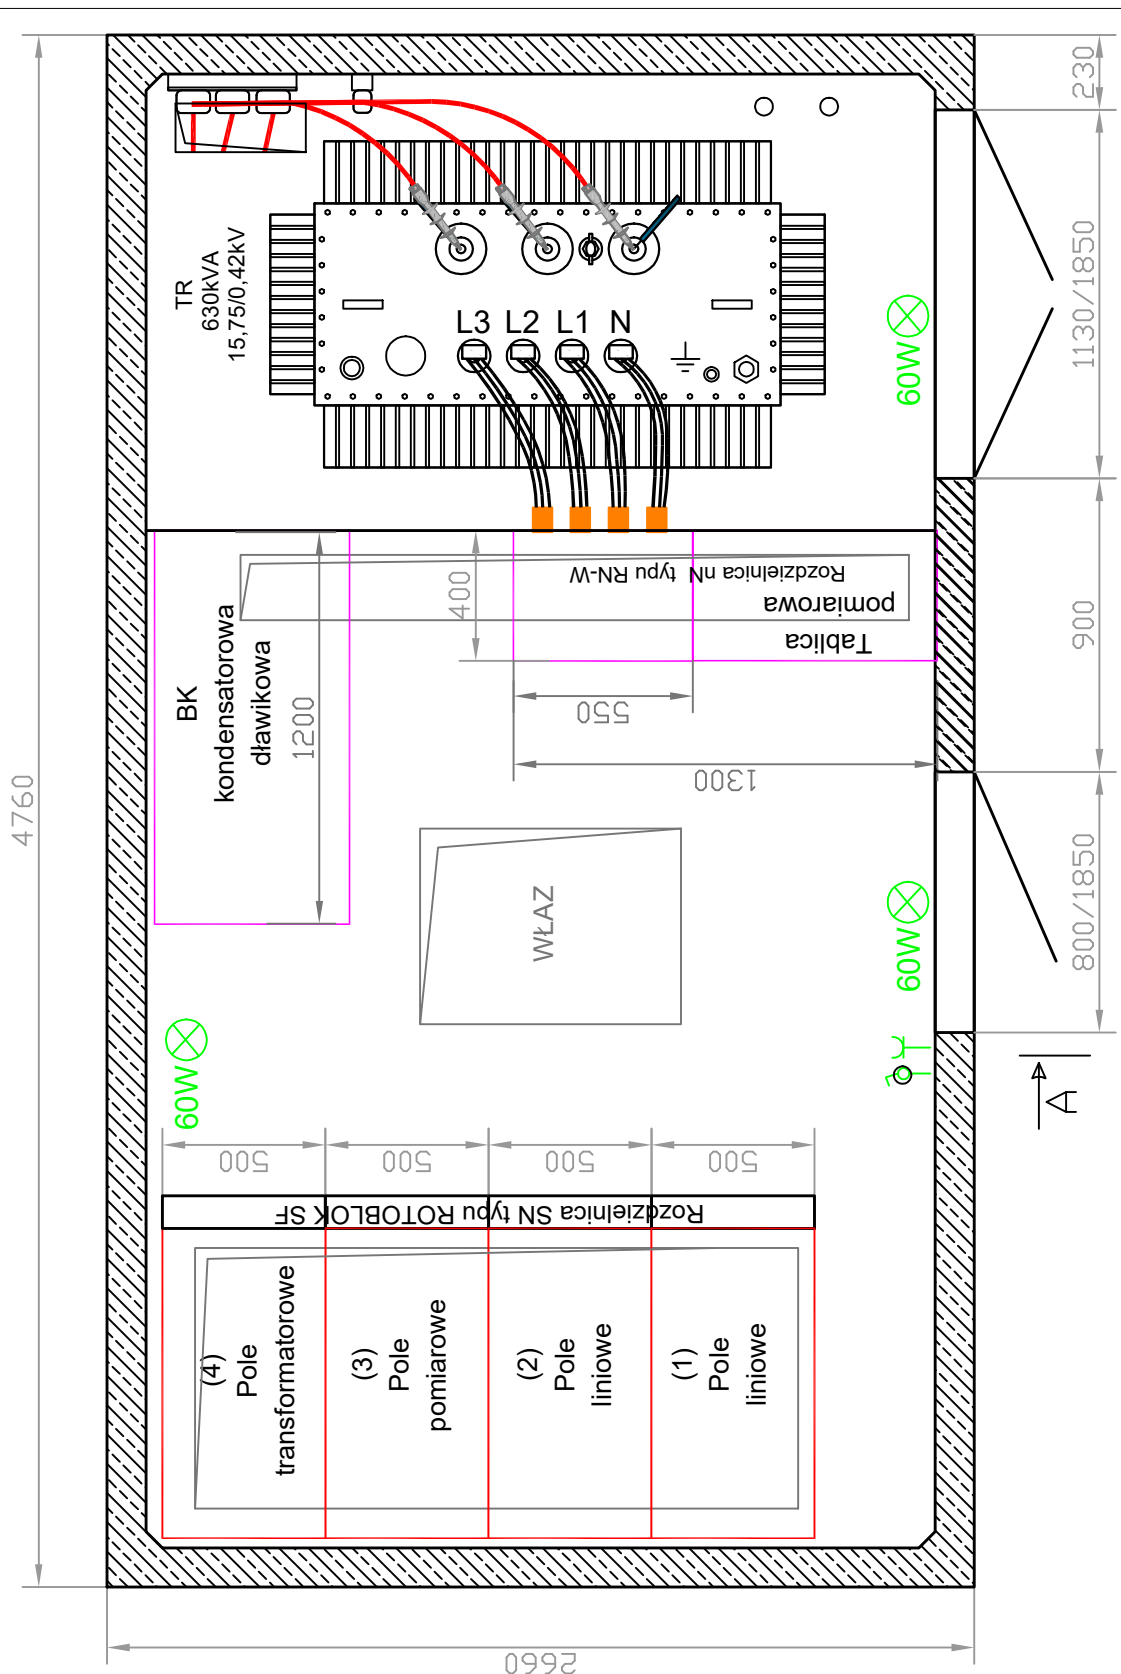 230
TR
630kVA
15,75/0,42kV
1130/1850
60W
L3 L2 L1 N
Rozdzielnica nN typu RN-W
Tablica
pomiarowa
400
900
BK
kondensatorowa
dławikowa
1200
550
1300
4760
WŁAZ
60W
800/1850
60W
A
500 500 500 500
Rozdzielnica SN typu ROTOBLOK SF
(4)
Pole
transformatorowe
(3)
Pole
pomiarowe
(2)
Pole
liniowe
(1)
Pole
liniowe
2660